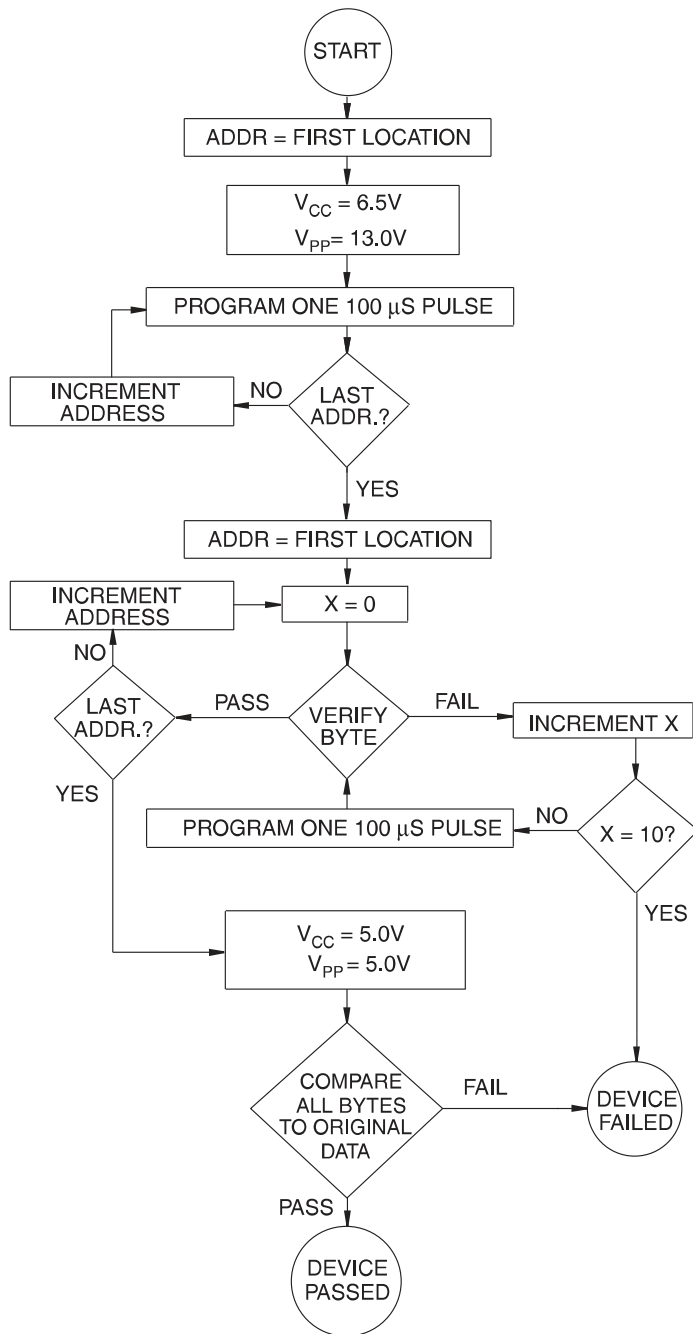 START
ADDR = FIRST LOCATION
VCC = 6.5V
VPP= 13.0V
PROGRAM ONE 100 μS PULSE
INCREMENT
ADDRESS
NO
LAST
ADDR.?
YES
ADDR = FIRST LOCATION
INCREMENT
ADDRESS
X = 0
NO
LAST
ADDR.?
PASS
VERIFY
BYTE
FAIL
INCREMENT X
YES
PROGRAM ONE 100 μS PULSE
NO
X = 10?
YES
VCC = 5.0V
VPP = 5.0V
COMPARE
ALL BYTES
TO ORIGINAL
DATA
FAIL
DEVICE
FAILED
PASS
DEVICE
PASSED